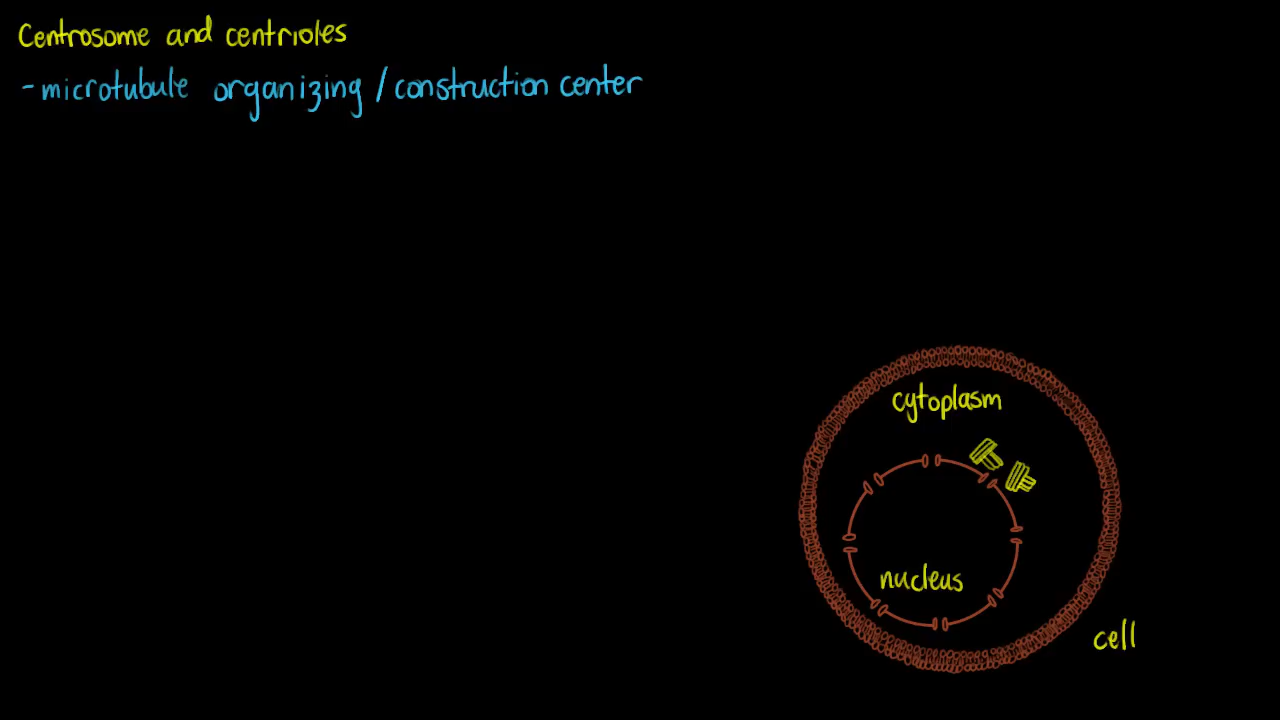 Centrosome and centrioles
- microtubule organizing / construction center
cytoplasm
nucleus
cell